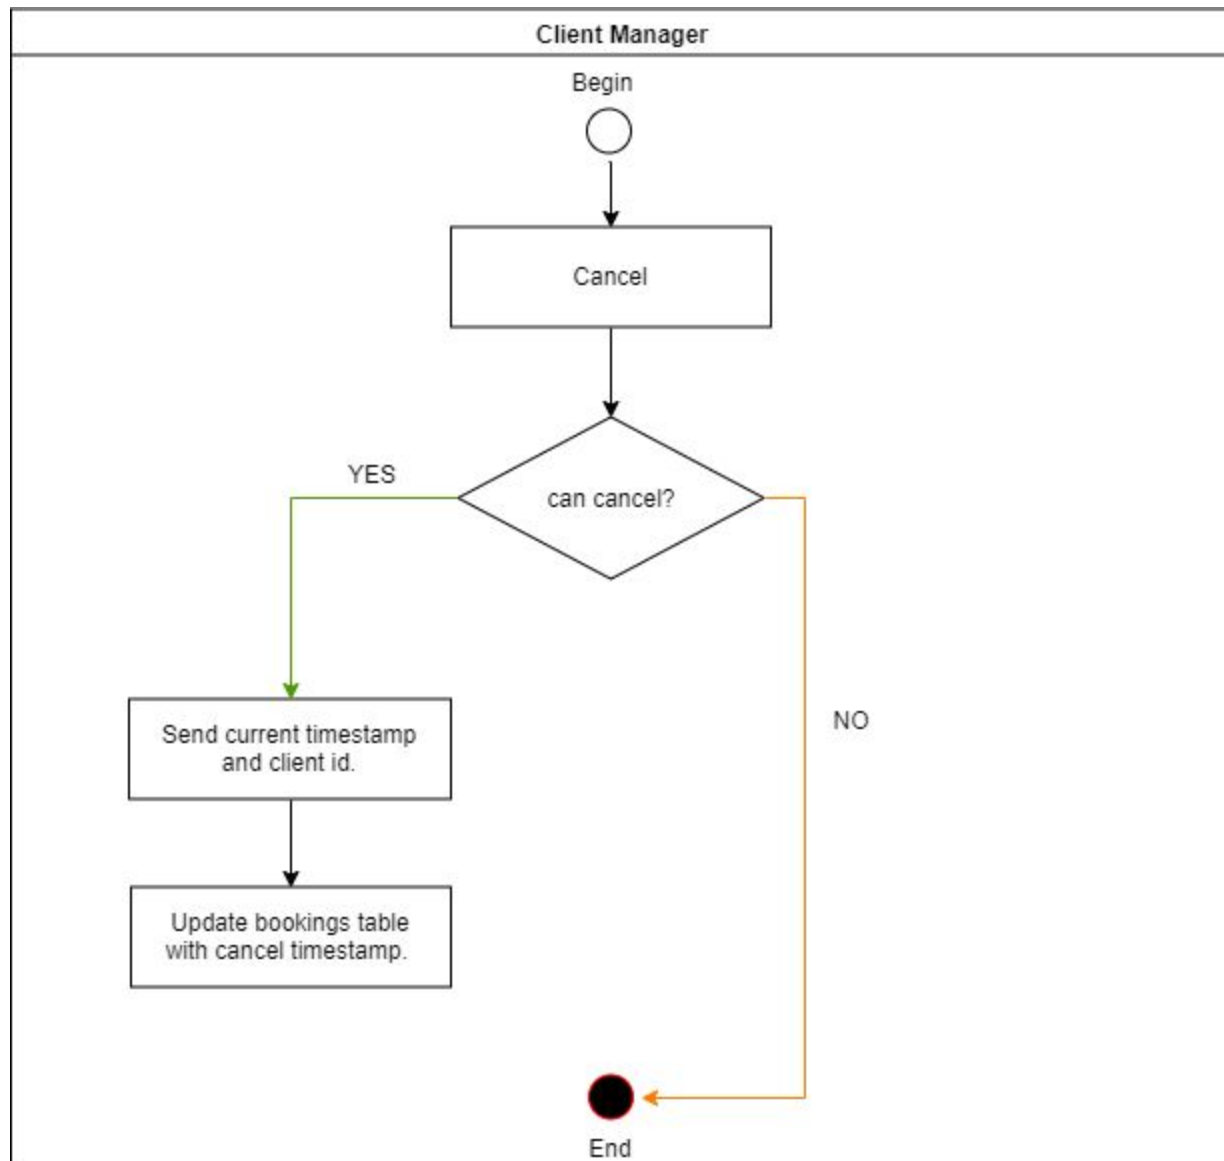 Client Manager
Begin
Cancel
can cancel?
YES
NO
Send current timestamp
and client id.
Update bookings table
with cancel timestamp.
End